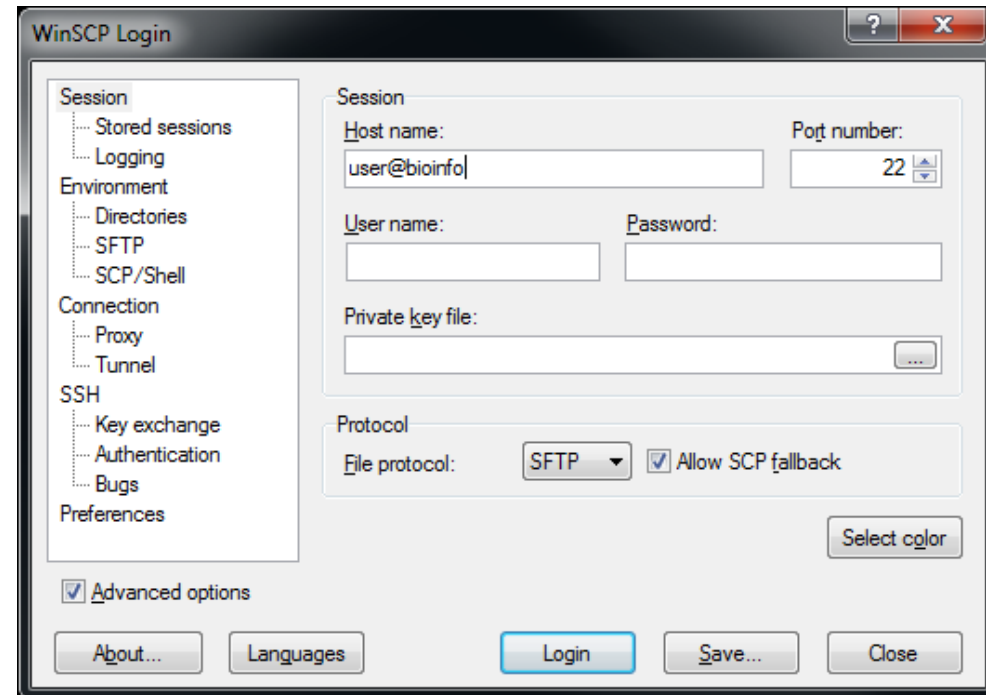 WinSCP Login
Session
Stored sessions
Logging
Environment
Directories
SFTP
SCP/Shell
Connection
Proxy
Tunnel
SSH
Key exchange
Authentication
Bugs
Preferences
Advanced options
Session
Host name:
Port number:
user@bioinfo
22
User name:
Password:
Private key file:
...
Protocol
File protocol:
SFTP
Allow SCP fallback
Select color
About...
Languages
Login
Save...
Close